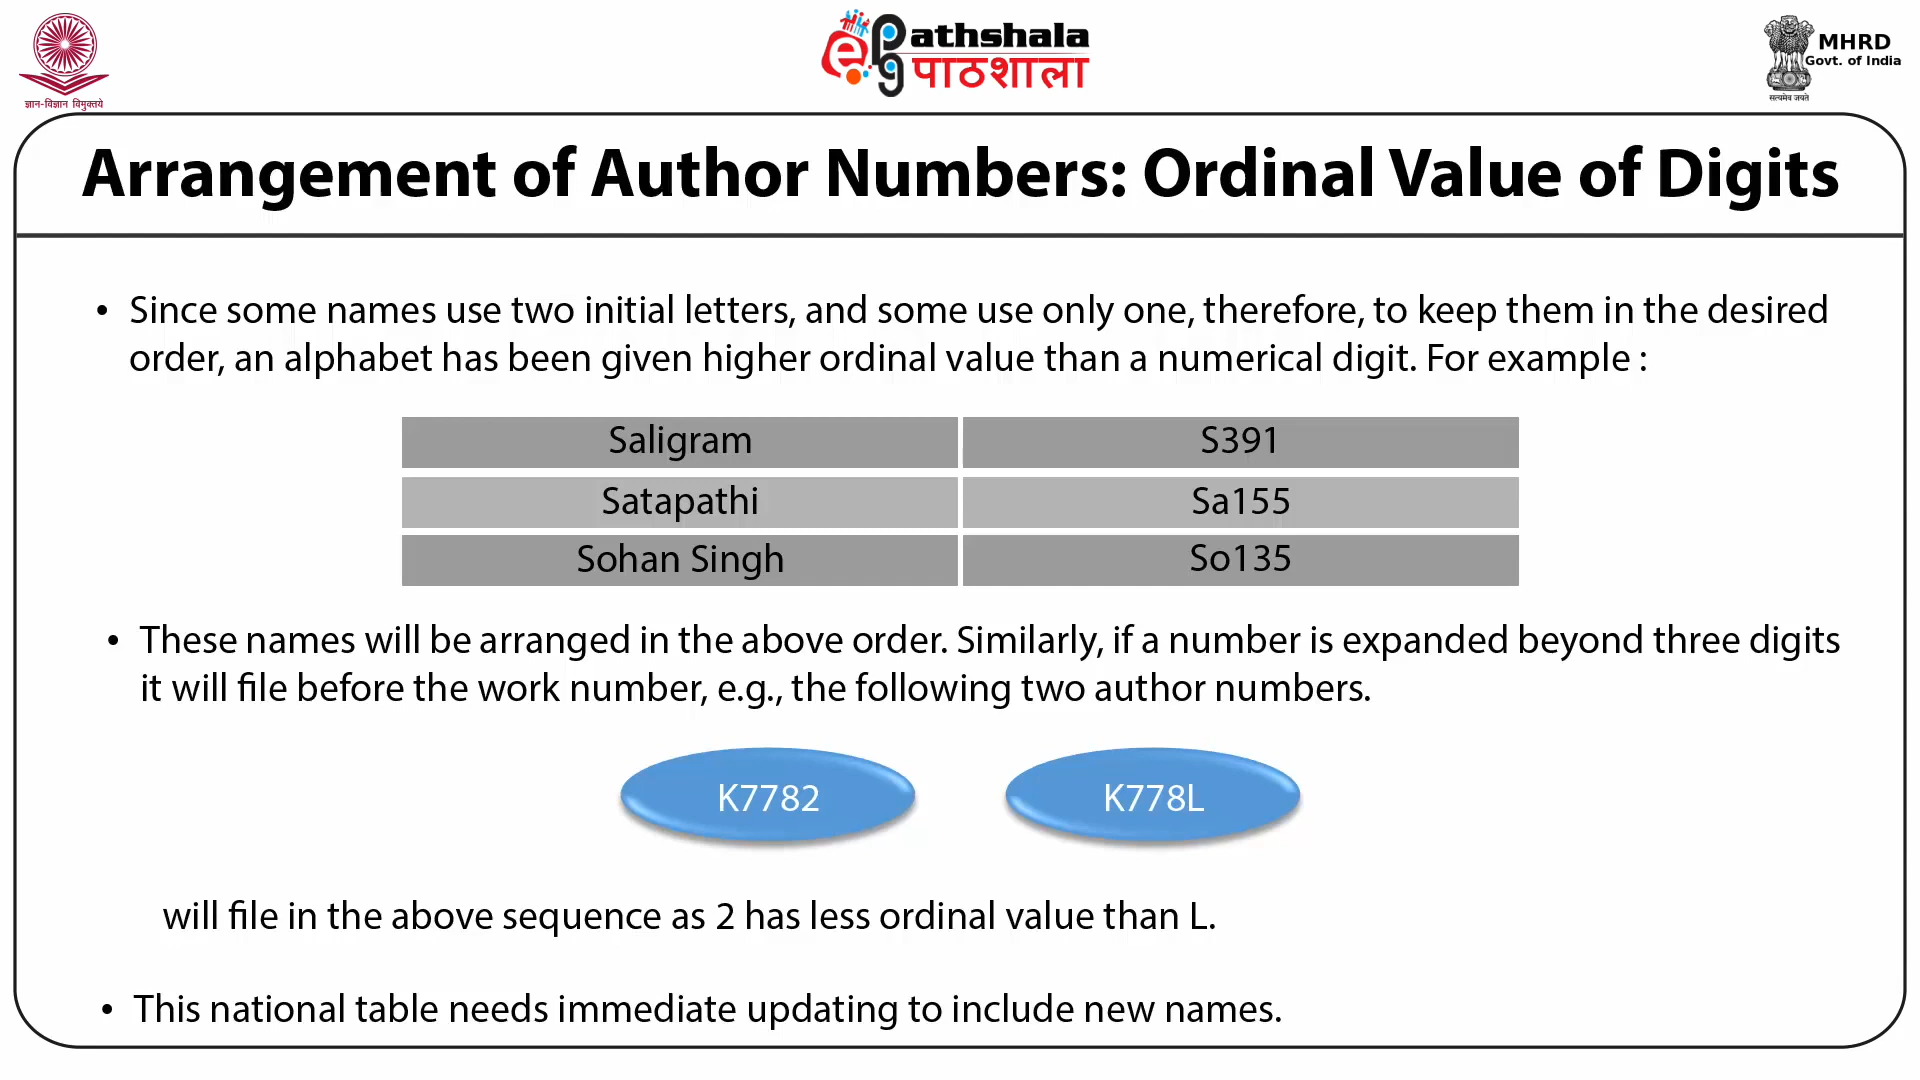 ज्ञान-विज्ञान विमुक्तये
ePathshala
पाठशाला
MHRD
Govt. of India
सत्यमेव जयते
Arrangement of Author Numbers: Ordinal Value of Digits
• Since some names use two initial letters, and some use only one, therefore, to keep them in the desired
order, an alphabet has been given higher ordinal value than a numerical digit. For example :
Saligram S391
Satapathi Sa155
Sohan Singh So135
• These names will be arranged in the above order. Similarly, if a number is expanded beyond three digits
it will file before the work number, e.g., the following two author numbers.
K7782 K778L
will file in the above sequence as 2 has less ordinal value than L.
• This national table needs immediate updating to include new names.